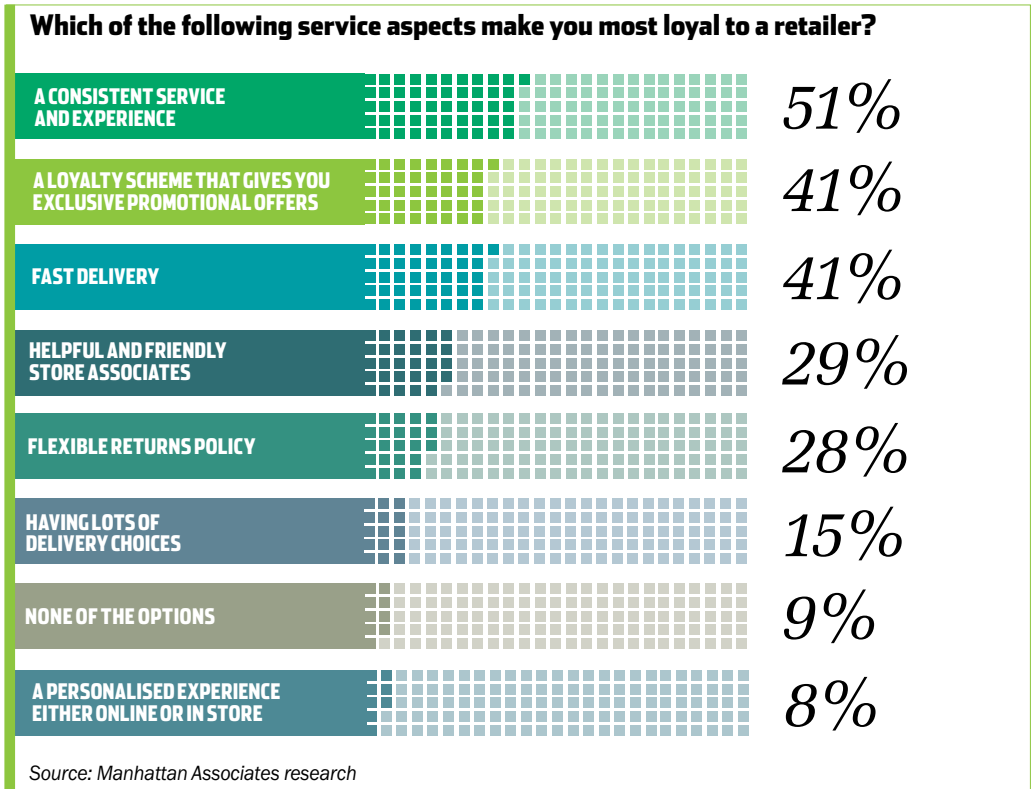 Which of the following service aspects make you most loyal to a retailer?
A CONSISTENT SERVICE
AND EXPERIENCE
51%
A LOYALTY SCHEME THAT GIVES YOU
EXCLUSIVE PROMOTIONAL OFFERS
41%
FAST DELIVERY
41%
HELPFUL AND FRIENDLY
STORE ASSOCIATES
29%
FLEXIBLE RETURNS POLICY
28%
HAVING LOTS OF
DELIVERY CHOICES
15%
NONE OF THE OPTIONS
9%
A PERSONALISED EXPERIENCE
EITHER ONLINE OR IN STORE
8%
Source: Manhattan Associates research